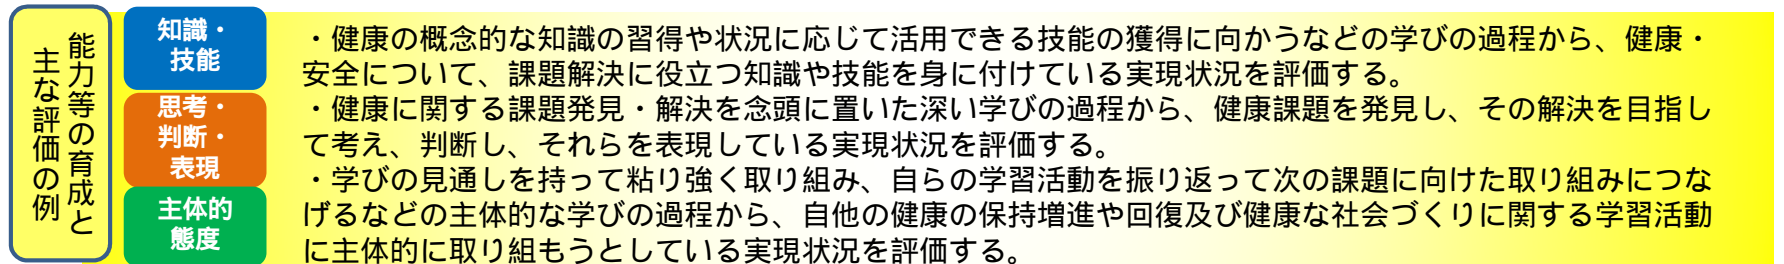 能力等の育成と
主な評価の例
知識・
技能
思考・
判断・
表現
主体的
態度
・健康の概念的な知識の習得や状況に応じて活用できる技能の獲得に向かうなどの学びの過程から、健康・
安全について、課題解決に役立つ知識や技能を身に付けている実現状況を評価する。
・健康に関する課題発見・解決を念頭に置いた深い学びの過程から、健康課題を発見し、その解決を目指し
て考え、判断し、それらを表現している実現状況を評価する。
・学びの見通しを持って粘り強く取り組み、自らの学習活動を振り返って次の課題に向けた取り組みにつな
げるなどの主体的な学びの過程から、自他の健康の保持増進や回復及び健康な社会づくりに関する学習活動
に主体的に取り組もうとしている実現状況を評価する。